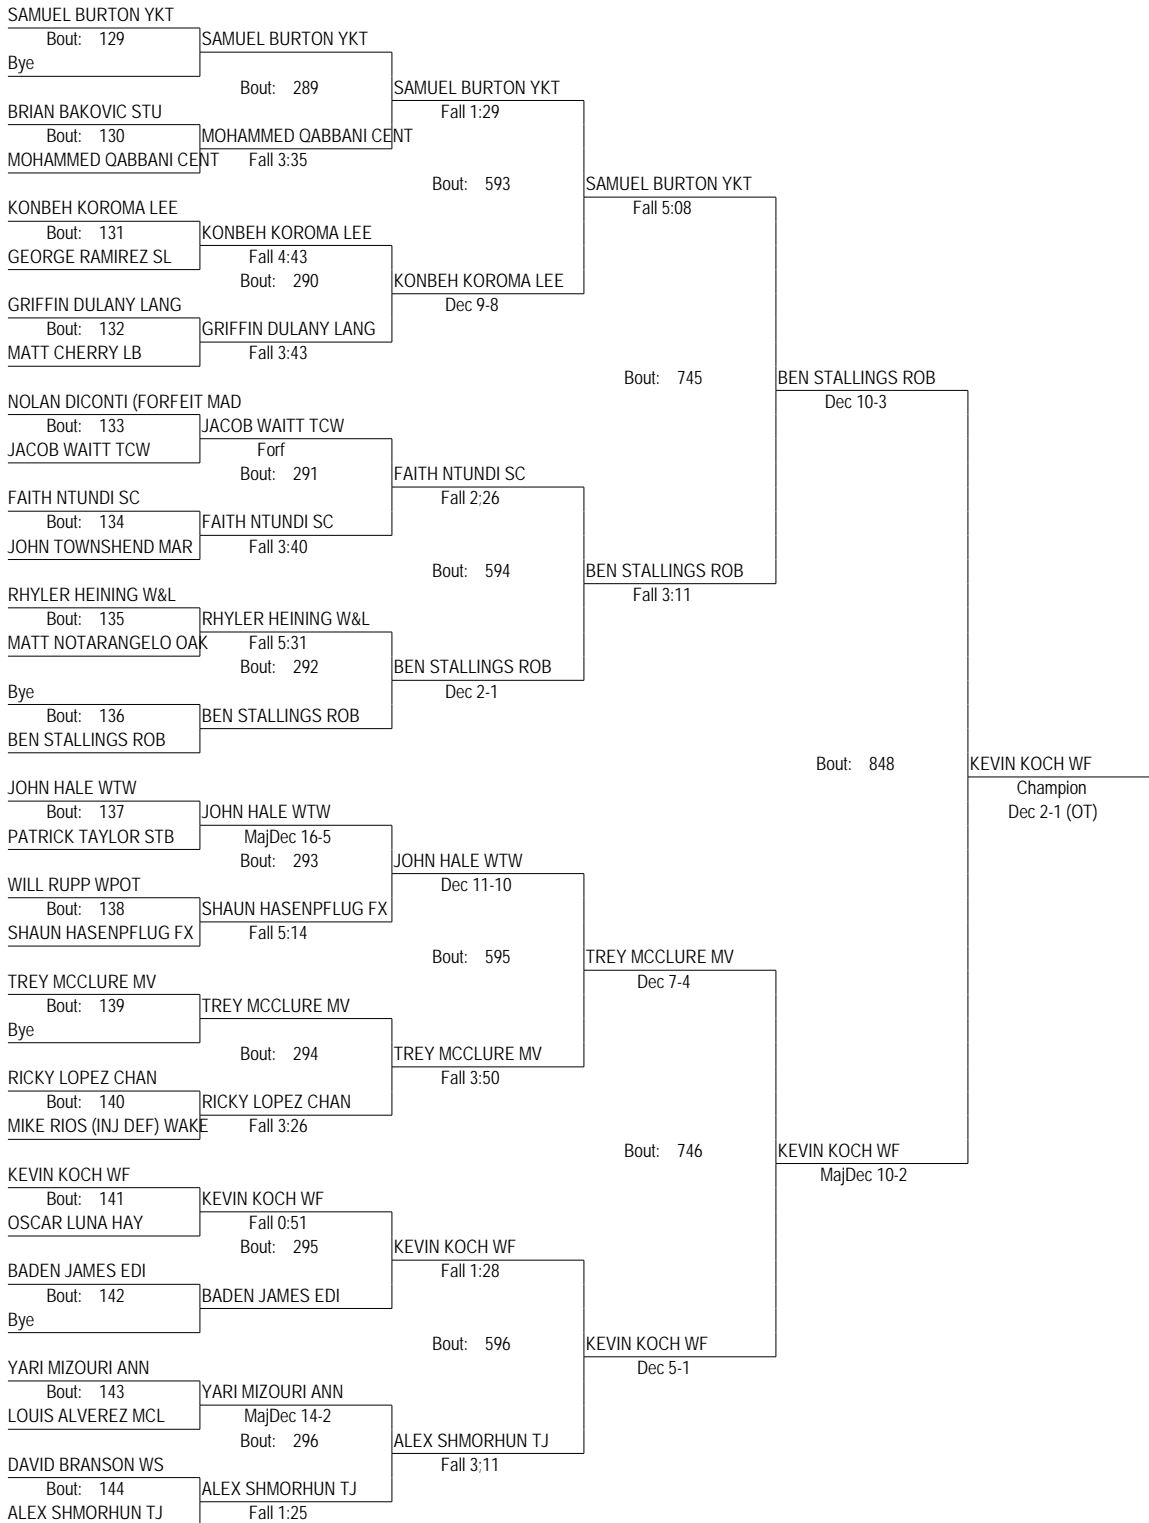 SAMUEL BURTON YKT
Bout: 129
Bye
SAMUEL BURTON YKT
Bout: 289
BRIAN BAKOVIC STU
Bout: 130
MOHAMMED QABBANI CENT
MOHAMMED QABBANI CENT
Fall 3:35
SAMUEL BURTON YKT
Fall 1:29
Bout: 593
KONBEH KOROMA LEE
Bout: 131
GEORGE RAMIREZ SL
KONBEH KOROMA LEE
Fall 4:43
Bout: 290
GRIFFIN DULANY LANG
Bout: 132
MATT CHERRY LB
GRIFFIN DULANY LANG
Fall 3:43
KONBEH KOROMA LEE
Dec 9-8
SAMUEL BURTON YKT
Fall 5:08
Bout: 745
NOLAN DICONTI (FORFEIT MAD
Bout: 133
JACOB WAITT TCW
JACOB WAITT TCW
Forf
Bout: 291
FAITH NTUNDI SC
Bout: 134
JOHN TOWNSHEND MAR
FAITH NTUNDI SC
Fall 3:40
FAITH NTUNDI SC
Fall 2;26
Bout: 594
RHYLER HEINING W&L
Bout: 135
MATT NOTARANGELO OAK
RHYLER HEINING W&L
Fall 5:31
Bout: 292
Bye
Bout: 136
BEN STALLINGS ROB
BEN STALLINGS ROB
BEN STALLINGS ROB
Dec 2-1
BEN STALLINGS ROB
Fall 3:11
BEN STALLINGS ROB
Dec 10-3
Bout: 848
KEVIN KOCH WF
Champion
Dec 2-1 (OT)
JOHN HALE WTW
Bout: 137
PATRICK TAYLOR STB
JOHN HALE WTW
MajDec 16-5
Bout: 293
WILL RUPP WPOT
Bout: 138
SHAUN HASENPFLUG FX
SHAUN HASENPFLUG FX
Fall 5:14
JOHN HALE WTW
Dec 11-10
Bout: 595
TREY MCCLURE MV
Bout: 139
Bye
TREY MCCLURE MV
Bout: 294
RICKY LOPEZ CHAN
Bout: 140
MIKE RIOS (INJ DEF) WAKE
RICKY LOPEZ CHAN
Fall 3:26
TREY MCCLURE MV
Fall 3:50
TREY MCCLURE MV
Dec 7-4
Bout: 746
KEVIN KOCH WF
MajDec 10-2
KEVIN KOCH WF
Bout: 141
OSCAR LUNA HAY
KEVIN KOCH WF
Fall 0:51
Bout: 295
BADEN JAMES EDI
Bout: 142
Bye
BADEN JAMES EDI
KEVIN KOCH WF
Fall 1:28
Bout: 596
KEVIN KOCH WF
Dec 5-1
YARI MIZOURI ANN
Bout: 143
LOUIS ALVEREZ MCL
YARI MIZOURI ANN
MajDec 14-2
Bout: 296
DAVID BRANSON WS
Bout: 144
ALEX SHMORHUN TJ
ALEX SHMORHUN TJ
Fall 1:25
ALEX SHMORHUN TJ
Fall 3;11